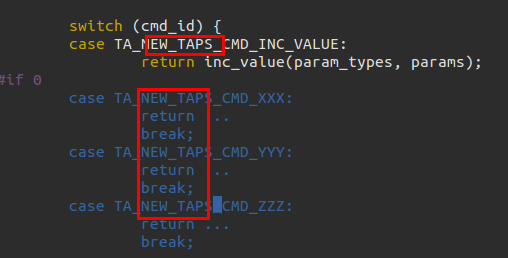 switch (cmd_id) {
case TA_NEW_TAPS_CMD_INC_VALUE:
return inc_value(param_types, params);
#if 0
case TA_NEW_TAPS_CMD_XXX:
return ...
break;
case TA_NEW_TAPS_CMD_YYY:
return ...
break;
case TA_NEW_TAPS_CMD_ZZZ:
return ...
break;